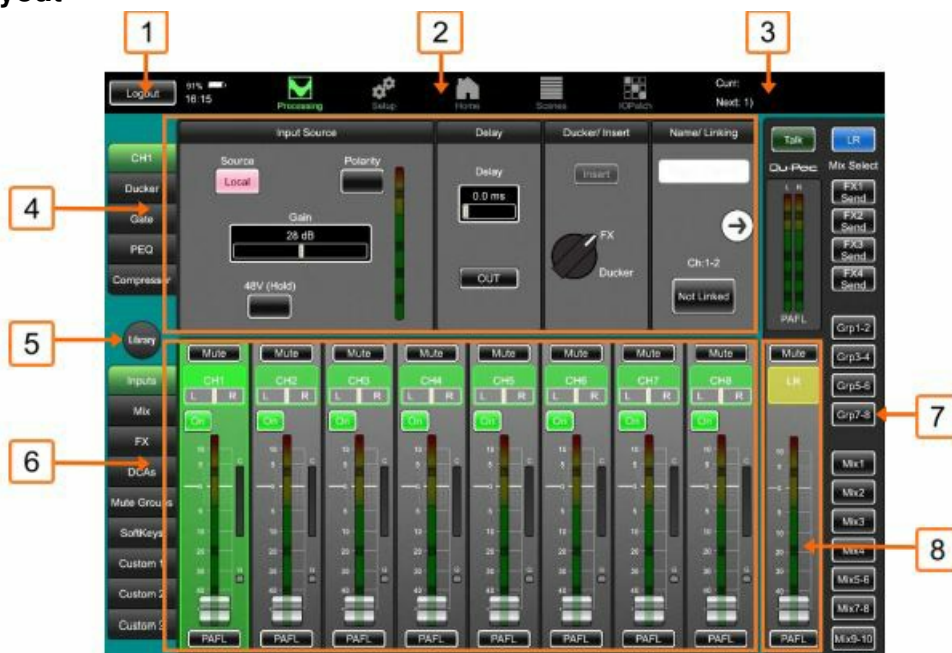 yout
1
2
3
Logout
91%
16:15
Processing
Setup
Home
Scenes
IOPatch
Curr:
Next: 1)
Input Source
Delay
Ducker/ Insert
Name/ Linking
Talk
LR
Qu-Pac
Mix Select
4
CH1
Ducker
Gate
PEQ
Compressor
Source
Local
Polarity
Gain
28 dB
48V (Hold)
Delay
0.0 ms
OUT
Insert
FX
Ducker
Ch:1-2
Not Linked
L R
PAFL
FX1 Send
FX2 Send
FX3 Send
FX4 Send
Grp1-2
Grp3-4
Grp5-6
Grp7-8
7
5
Library
Mute Mute Mute Mute Mute Mute Mute Mute Mute
Inputs
CH1 CH2 CH3 CH4 CH5 CH6 CH7 CH8 LR
L R L R L R L R L R L R L R L R
On On On On On On On On
6
Mix
FX
DCAs
Mute Groups
SoftKeys
Custom 1
Custom 2
Custom 3
Mix1
Mix2
Mix3
Mix4
Mix5-6
Mix7-8
Mix9-10
8
PAFL PAFL PAFL PAFL PAFL PAFL PAFL PAFL PAFL